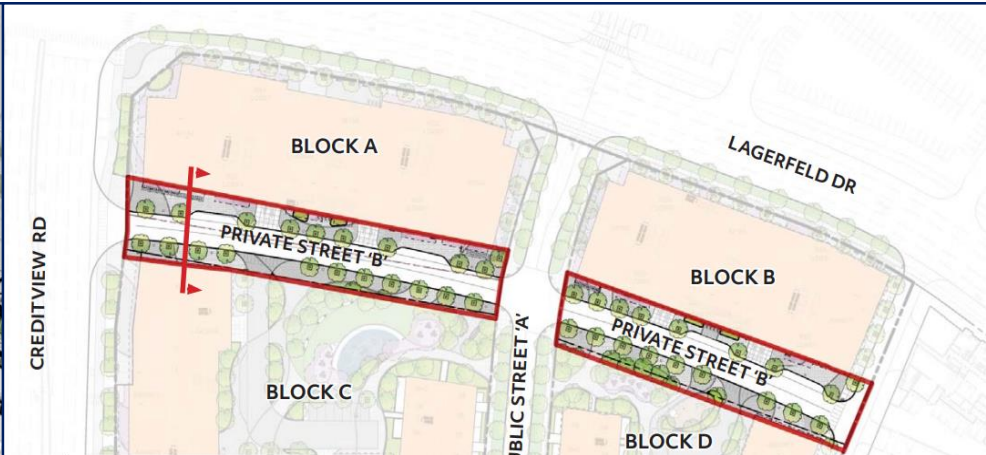 BLOCK A
LAGERFELD DR
CREDITVIEW RD
PRIVATE STREET 'B'
BLOCK B
PRIVATE STREET 'B'
UBLIC STREET 'A'
BLOCK C
BLOCK D